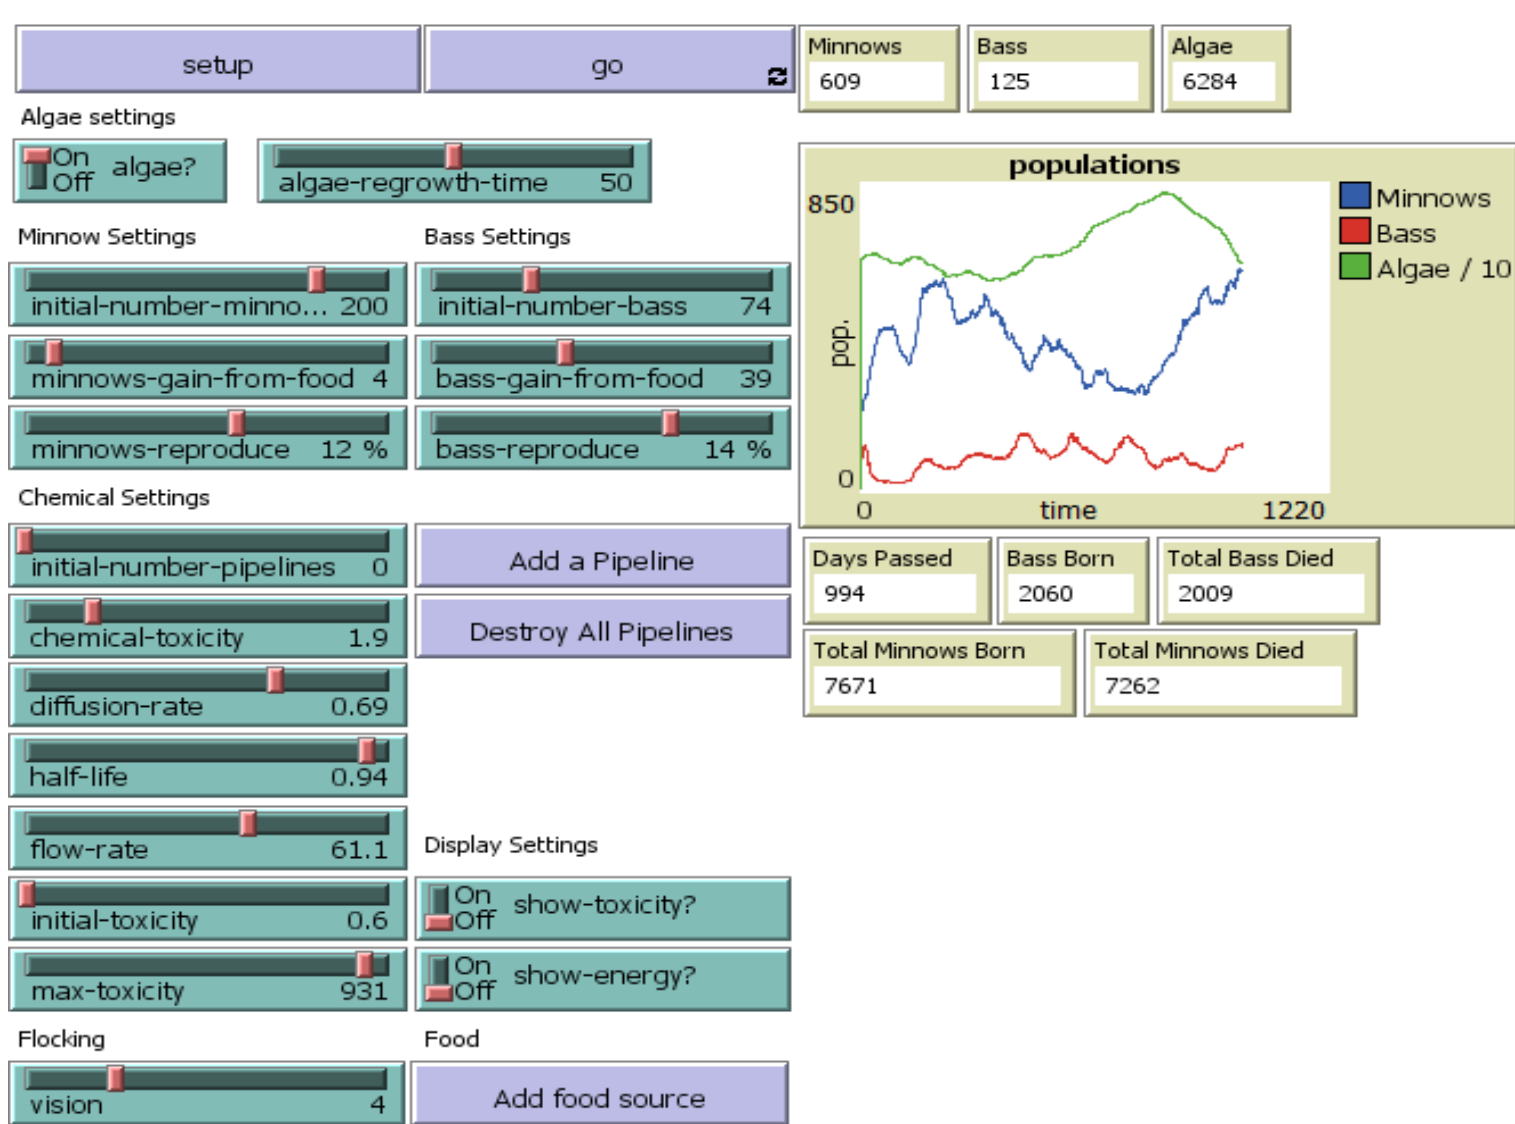 setup
go
Minnows
609
Bass
125
Algae
6284
Algae settings
On
Off
algae?
algae-regrowth-time 50
populations
850
pop.
0
0
time
1220
Minnows
Bass
Algae / 10
Minnow Settings
Bass Settings
initial-number-minno... 200
initial-number-bass 74
minnows-gain-from-food 4
bass-gain-from-food 39
minnows-reproduce 12 %
bass-reproduce 14 %
Chemical Settings
initial-number-pipelines 0
Add a Pipeline
Days Passed
994
Bass Born
2060
Total Bass Died
2009
chemical-toxicity 1.9
Destroy All Pipelines
Total Minnows Born
7671
Total Minnows Died
7262
diffusion-rate 0.69
half-life 0.94
flow-rate 61.1
Display Settings
initial-toxicity 0.6
On
Off
show-toxicity?
max-toxicity 931
On
Off
show-energy?
Flocking
Food
vision 4
Add food source